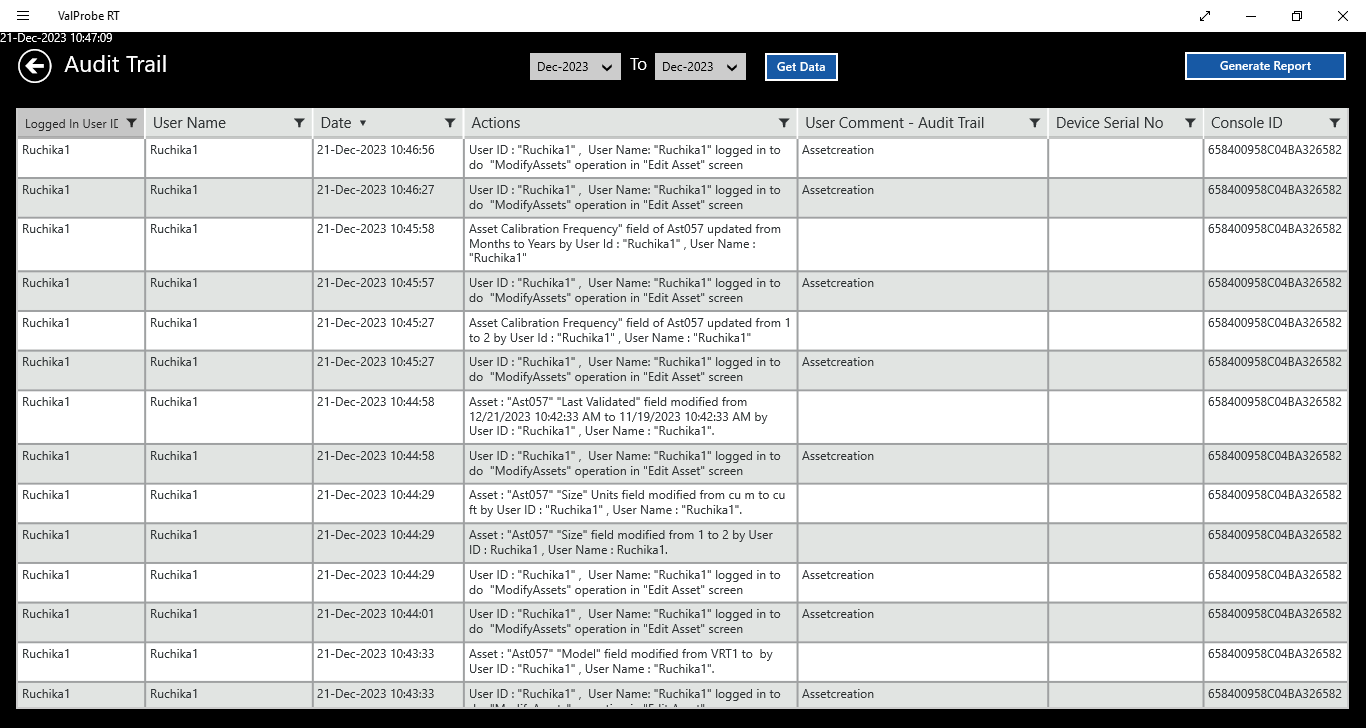 ValProbe RT
21-Dec-2023 10:47:09
Audit Trail
Dec-2023 To Dec-2023 Get Data Generate Report
Logged In User ID User Name Date Actions User Comment - Audit Trail Device Serial No Console ID
Ruchika1 Ruchika1 21-Dec-2023 10:46:56 User ID : "Ruchika1" , User Name: "Ruchika1" logged in to Assetcreation 658400958C04BA326582
do "ModifyAssets" operation in "Edit Asset" screen
Ruchika1 Ruchika1 21-Dec-2023 10:46:27 User ID : "Ruchika1" , User Name: "Ruchika1" logged in to Assetcreation 658400958C04BA326582
do "ModifyAssets" operation in "Edit Asset" screen
Ruchika1 Ruchika1 21-Dec-2023 10:45:58 Asset Calibration Frequency" field of Ast057 updated from 658400958C04BA326582
Months to Years by User Id : "Ruchika1" , User Name :
"Ruchika1"
Ruchika1 Ruchika1 21-Dec-2023 10:45:57 User ID : "Ruchika1" , User Name: "Ruchika1" logged in to Assetcreation 658400958C04BA326582
do "ModifyAssets" operation in "Edit Asset" screen
Ruchika1 Ruchika1 21-Dec-2023 10:45:27 Asset Calibration Frequency" field of Ast057 updated from 1 658400958C04BA326582
to 2 by User Id : "Ruchika1" , User Name : "Ruchika1"
Ruchika1 Ruchika1 21-Dec-2023 10:45:27 User ID : "Ruchika1" , User Name: "Ruchika1" logged in to Assetcreation 658400958C04BA326582
do "ModifyAssets" operation in "Edit Asset" screen
Ruchika1 Ruchika1 21-Dec-2023 10:44:58 Asset : "Ast057" "Last Validated" field modified from 658400958C04BA326582
12/21/2023 10:42:33 AM to 11/19/2023 10:42:33 AM by
User ID : "Ruchika1" , User Name : "Ruchika1".
Ruchika1 Ruchika1 21-Dec-2023 10:44:58 User ID : "Ruchika1" , User Name: "Ruchika1" logged in to Assetcreation 658400958C04BA326582
do "ModifyAssets" operation in "Edit Asset" screen
Ruchika1 Ruchika1 21-Dec-2023 10:44:29 Asset : "Ast057" "Size" Units field modified from cu m to cu 658400958C04BA326582
ft by User ID : "Ruchika1" , User Name : "Ruchika1".
Ruchika1 Ruchika1 21-Dec-2023 10:44:29 Asset : "Ast057" "Size" field modified from 1 to 2 by User 658400958C04BA326582
ID : Ruchika1 , User Name : Ruchika1.
Ruchika1 Ruchika1 21-Dec-2023 10:44:29 User ID : "Ruchika1" , User Name: "Ruchika1" logged in to Assetcreation 658400958C04BA326582
do "ModifyAssets" operation in "Edit Asset" screen
Ruchika1 Ruchika1 21-Dec-2023 10:44:01 User ID : "Ruchika1" , User Name: "Ruchika1" logged in to Assetcreation 658400958C04BA326582
do "ModifyAssets" operation in "Edit Asset" screen
Ruchika1 Ruchika1 21-Dec-2023 10:43:33 Asset : "Ast057" "Model" field modified from VRT1 to by 658400958C04BA326582
User ID : "Ruchika1" , User Name : "Ruchika1".
Ruchika1 Ruchika1 21-Dec-2023 10:43:33 User ID : "Ruchika1" , User Name: "Ruchika1" logged in to Assetcreation 658400958C04BA326582